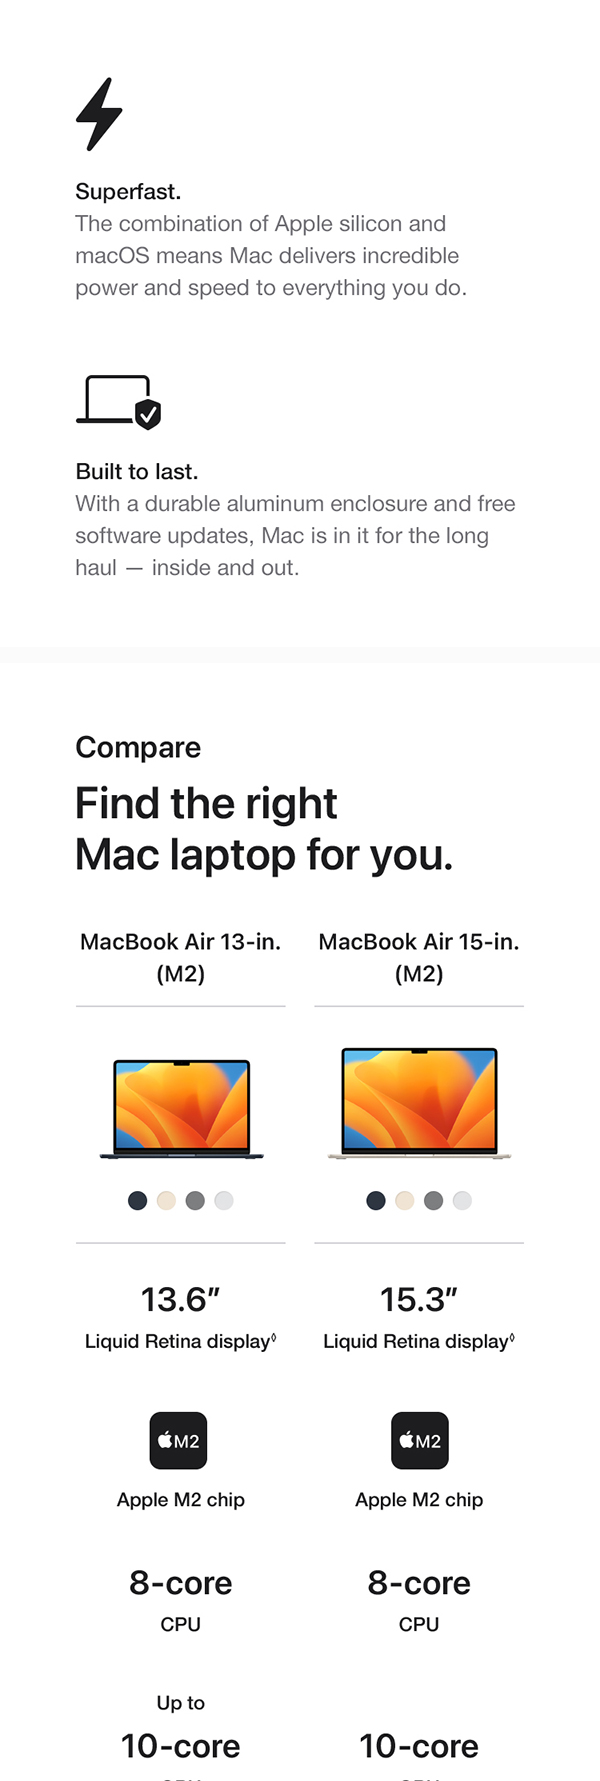 Superfast.
The combination of Apple silicon and
macOS means Mac delivers incredible
power and speed to everything you do.
Built to last.
With a durable aluminum enclosure and free
software updates, Mac is in it for the long
haul — inside and out.
Compare
Find the right
Mac laptop for you.
MacBook Air 13-in.
(M2)
MacBook Air 15-in.
(M2)
13.6″
15.3″
Liquid Retina display◊
Liquid Retina display◊
M2
M2
Apple M2 chip
Apple M2 chip
8-core
8-core
CPU
CPU
Up to
10-core
10-core